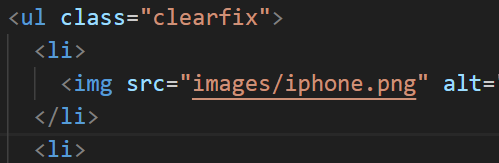 <ul class="clearfix">
<li>
<img src="images/iphone.png" alt="
</li>
<li>